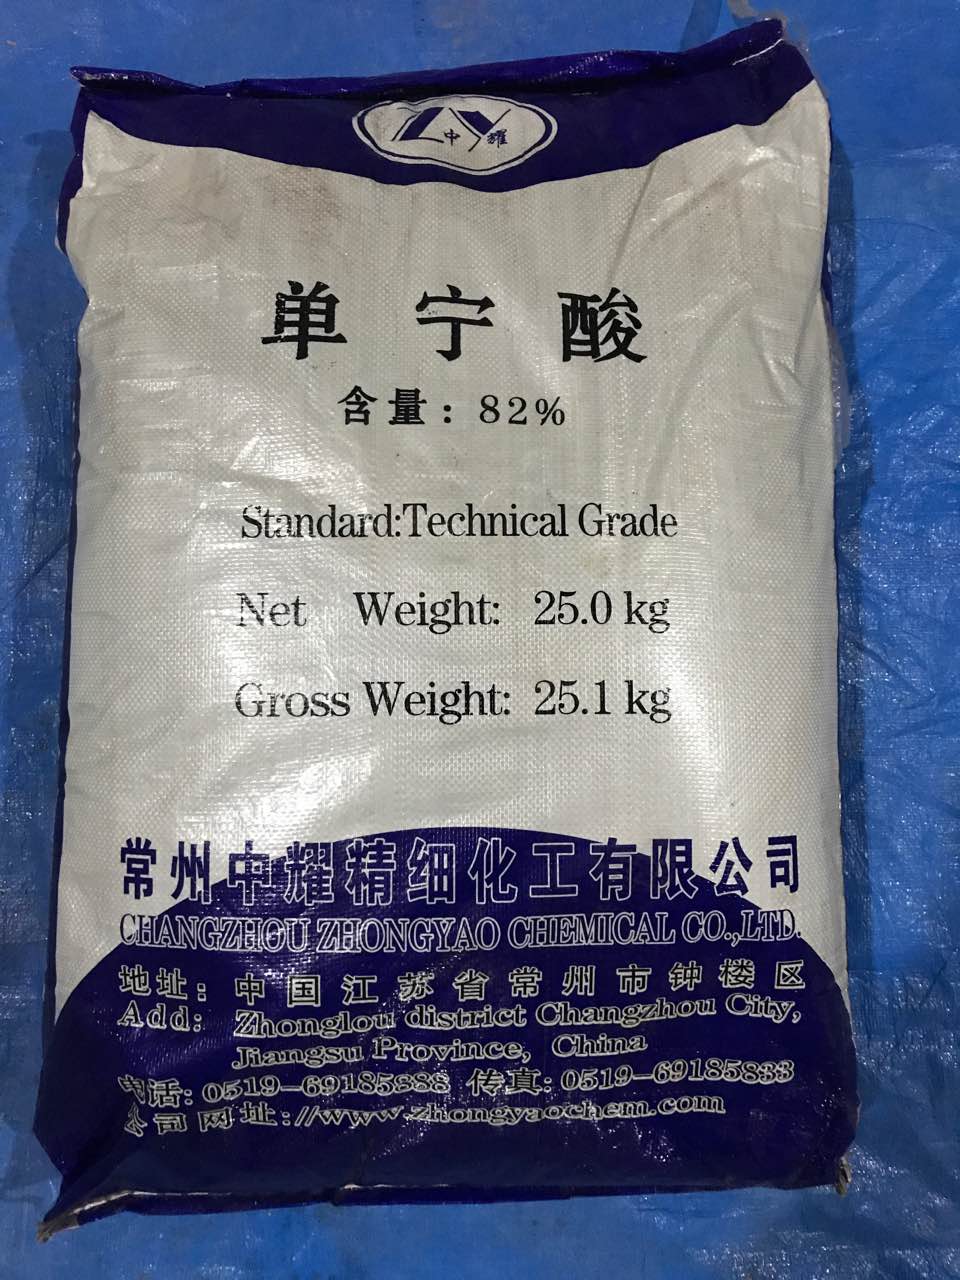 ZY 中耀
单宁酸
含量：82%
Standard:Technical Grade
Net Weight: 25.0 kg
Gross Weight: 25.1 kg
常州中耀精细化工有限公司
CHANGZHOU ZHONGYAO CHEMICAL CO.,LTD.
地址：中国江苏省常州市钟楼区
Add: Zhonglou district Changzhou City,
Jiangsu Province, China
电话: 0519-69185888 传真: 0519-69185833
公司网址://www.zhongyaochem.com